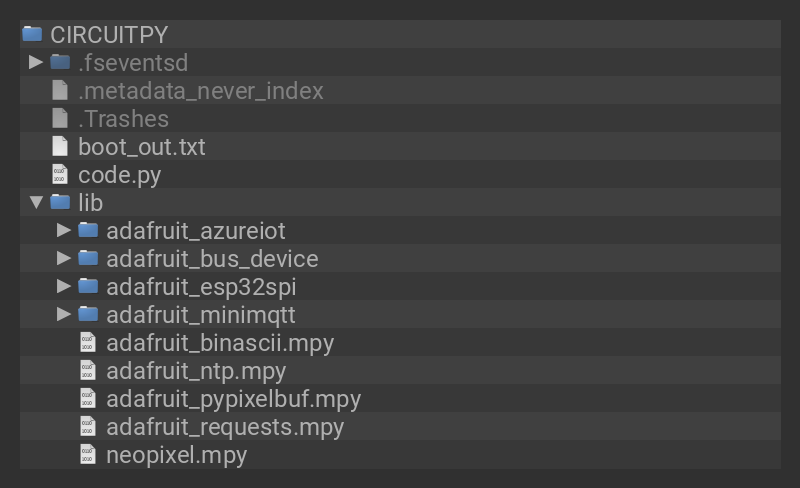 CIRCUITPY
.fseventsd
.metadata_never_index
.Trashes
boot_out.txt
code.py
lib
adafruit_azureiot
adafruit_bus_device
adafruit_esp32spi
adafruit_minimqtt
adafruit_binascii.mpy
adafruit_ntp.mpy
adafruit_pypixelbuf.mpy
adafruit_requests.mpy
neopixel.mpy